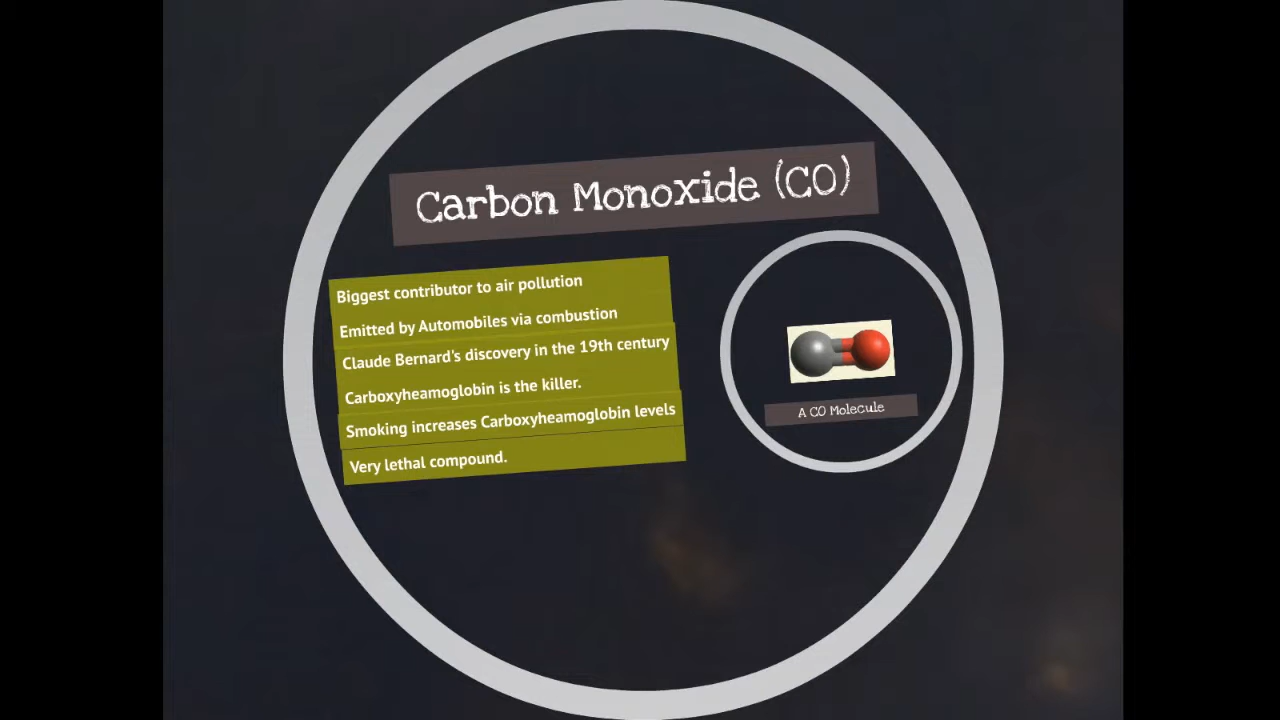 Carbon Monoxide (CO)
Biggest contributor to air pollution
Emitted by Automobiles via combustion
Claude Bernard's discovery in the 19th century
Carboxyheamoglobin is the killer.
Smoking increases Carboxyheamoglobin levels
Very lethal compound.
A CO Molecule